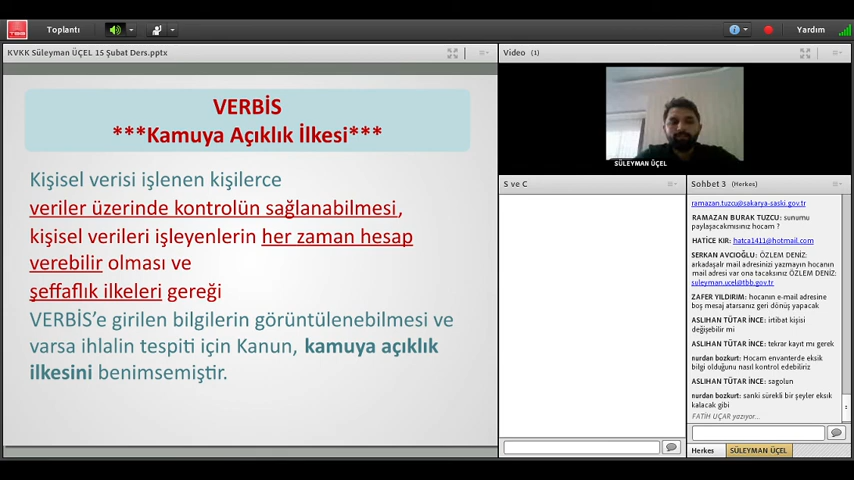 Toplantı
Yardım
KVKK Süleyman ÜÇEL 15 Şubat Ders.pptx
VERBİS
***Kamuya Açıklık İlkesi***
Kişisel verisi işlenen kişilerce
veriler üzerinde kontrolün sağlanabilmesi,
kişisel verileri işleyenlerin her zaman hesap
verebilir olması ve
şeffaflık ilkeleri gereği
VERBİS’e girilen bilgilerin görüntülenebilmesi ve
varsa ihlalin tespiti için Kanun, kamuya açıklık
ilkesini benimsemiştir.
Video (1)
SÜLEYMAN ÜÇEL
S ve C
Sohbet 3 (Herkes)
ramazan.tuzcu@sakarya-saski.gov.tr
RAMAZAN BURAK TUZCU: sunumu
paylaşacakmısınız hocam ?
HATİCE KIR: hatca1411@hotmail.com
SERKAN AVCIOĞLU: ÖZLEM DENİZ:
arkadaşalr mail adresinizi yazmayın hocanın
mail adresi var ona tacaksınız ÖZLEM DENİZ:
suleyman.ucel@tbb.gov.tr
ZAFER YILDIRIM: hocanın e-mail adresine
boş mesaj atarsanız geri dönüş yapacak
ASLIHAN TÜTAR İNCE: irtibat kişisi
değişebilir mi
ASLIHAN TÜTAR İNCE: tekrar kayıt mı gerek
nurdan bozkurt: Hocam envanterde eksik
bilgi olduğunu nasıl kontrol edebiliriz
ASLIHAN TÜTAR İNCE: sagolun
nurdan bozkurt: sanki sürekli bir şeyler eksik
kalacak gibi
FATİH UÇAR yazıyor...
Herkes
SÜLEYMAN ÜÇEL